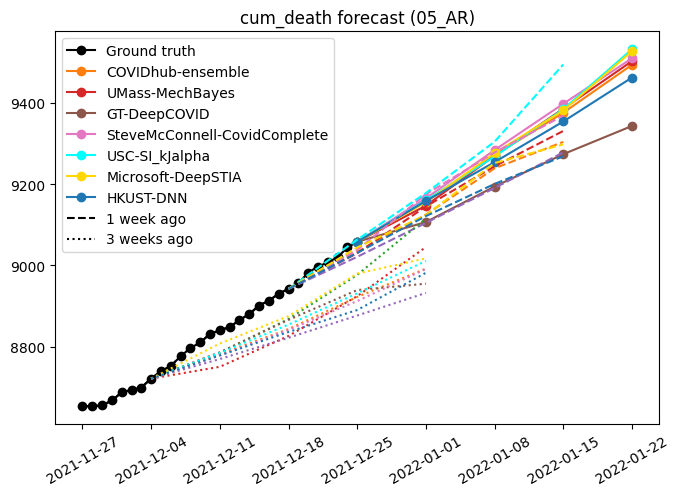 cum_death forecast (05_AR)
Ground truth
COVIDhub-ensemble
UMass-MechBayes
GT-DeepCOVID
SteveMcConnell-CovidComplete
USC-SI_kJalpha
Microsoft-DeepSTIA
HKUST-DNN
1 week ago
3 weeks ago
9400
9200
9000
8800
2021-11-27
2021-12-04
2021-12-11
2021-12-18
2021-12-25
2022-01-01
2022-01-08
2022-01-15
2022-01-22